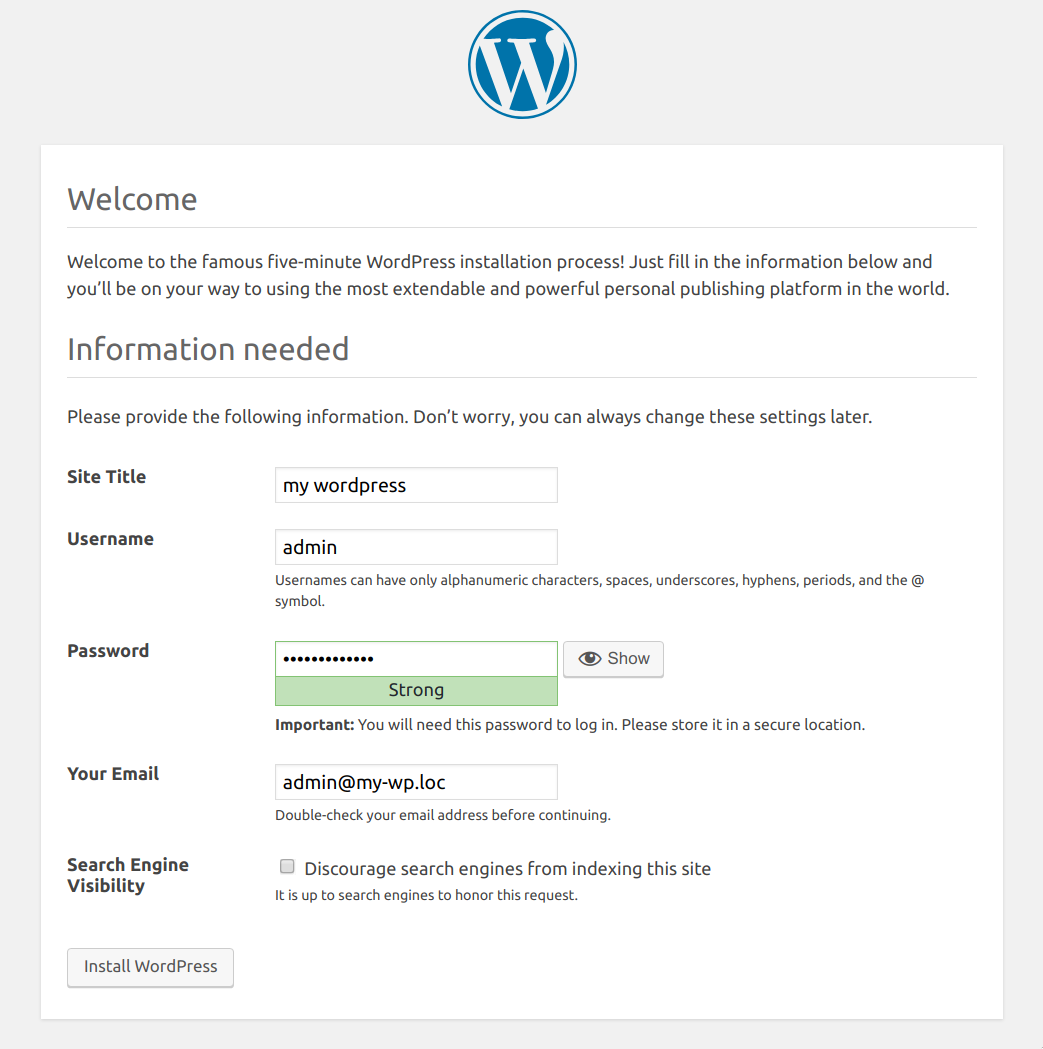 Welcome
Welcome to the famous five-minute WordPress installation process! Just fill in the information below and
you’ll be on your way to using the most extendable and powerful personal publishing platform in the world.
Information needed
Please provide the following information. Don’t worry, you can always change these settings later.
Site Title
my wordpress
Username
admin
Usernames can have only alphanumeric characters, spaces, underscores, hyphens, periods, and the @
symbol.
Password
•••••••••••••
Show
Strong
Important: You will need this password to log in. Please store it in a secure location.
Your Email
admin@my-wp.loc
Double-check your email address before continuing.
Search Engine
Visibility
Discourage search engines from indexing this site
It is up to search engines to honor this request.
Install WordPress